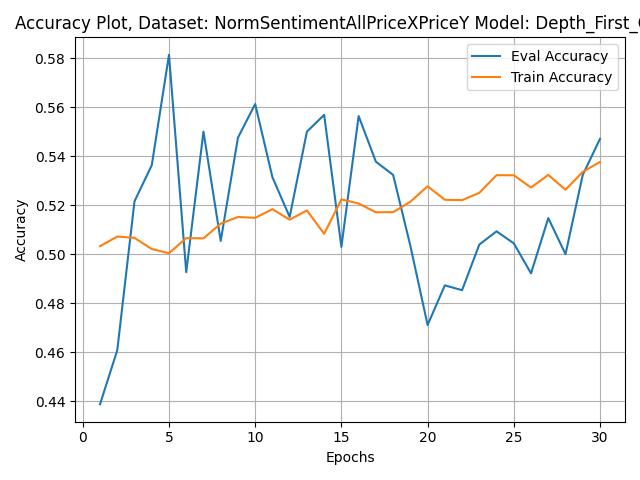 Accuracy Plot, Dataset: NormSentimentAllPriceXPriceY Model: Depth_First_
Eval Accuracy
Train Accuracy
0.58
0.56
0.54
0.52
0.50
0.48
0.46
0.44
Accuracy
0 5 10 15 20 25 30
Epochs